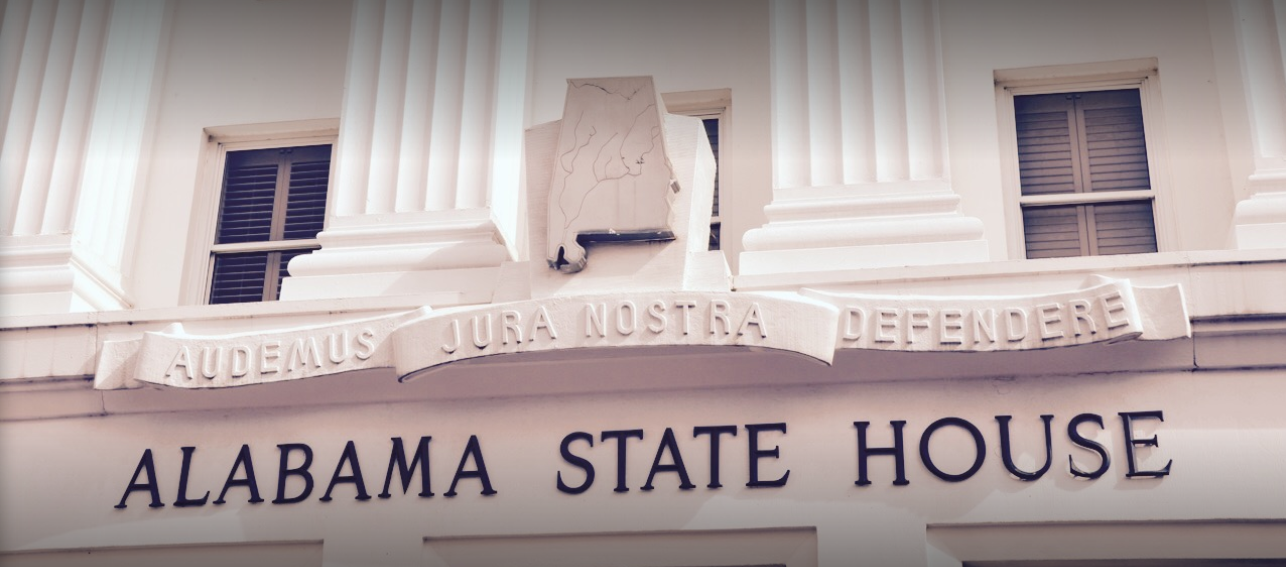 AUDEMUS JURA NOSTRA DEFENDERE
ALABAMA STATE HOUSE